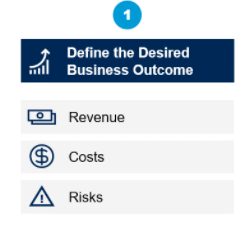 1
Define the Desired
Business Outcome
Revenue
Costs
Risks